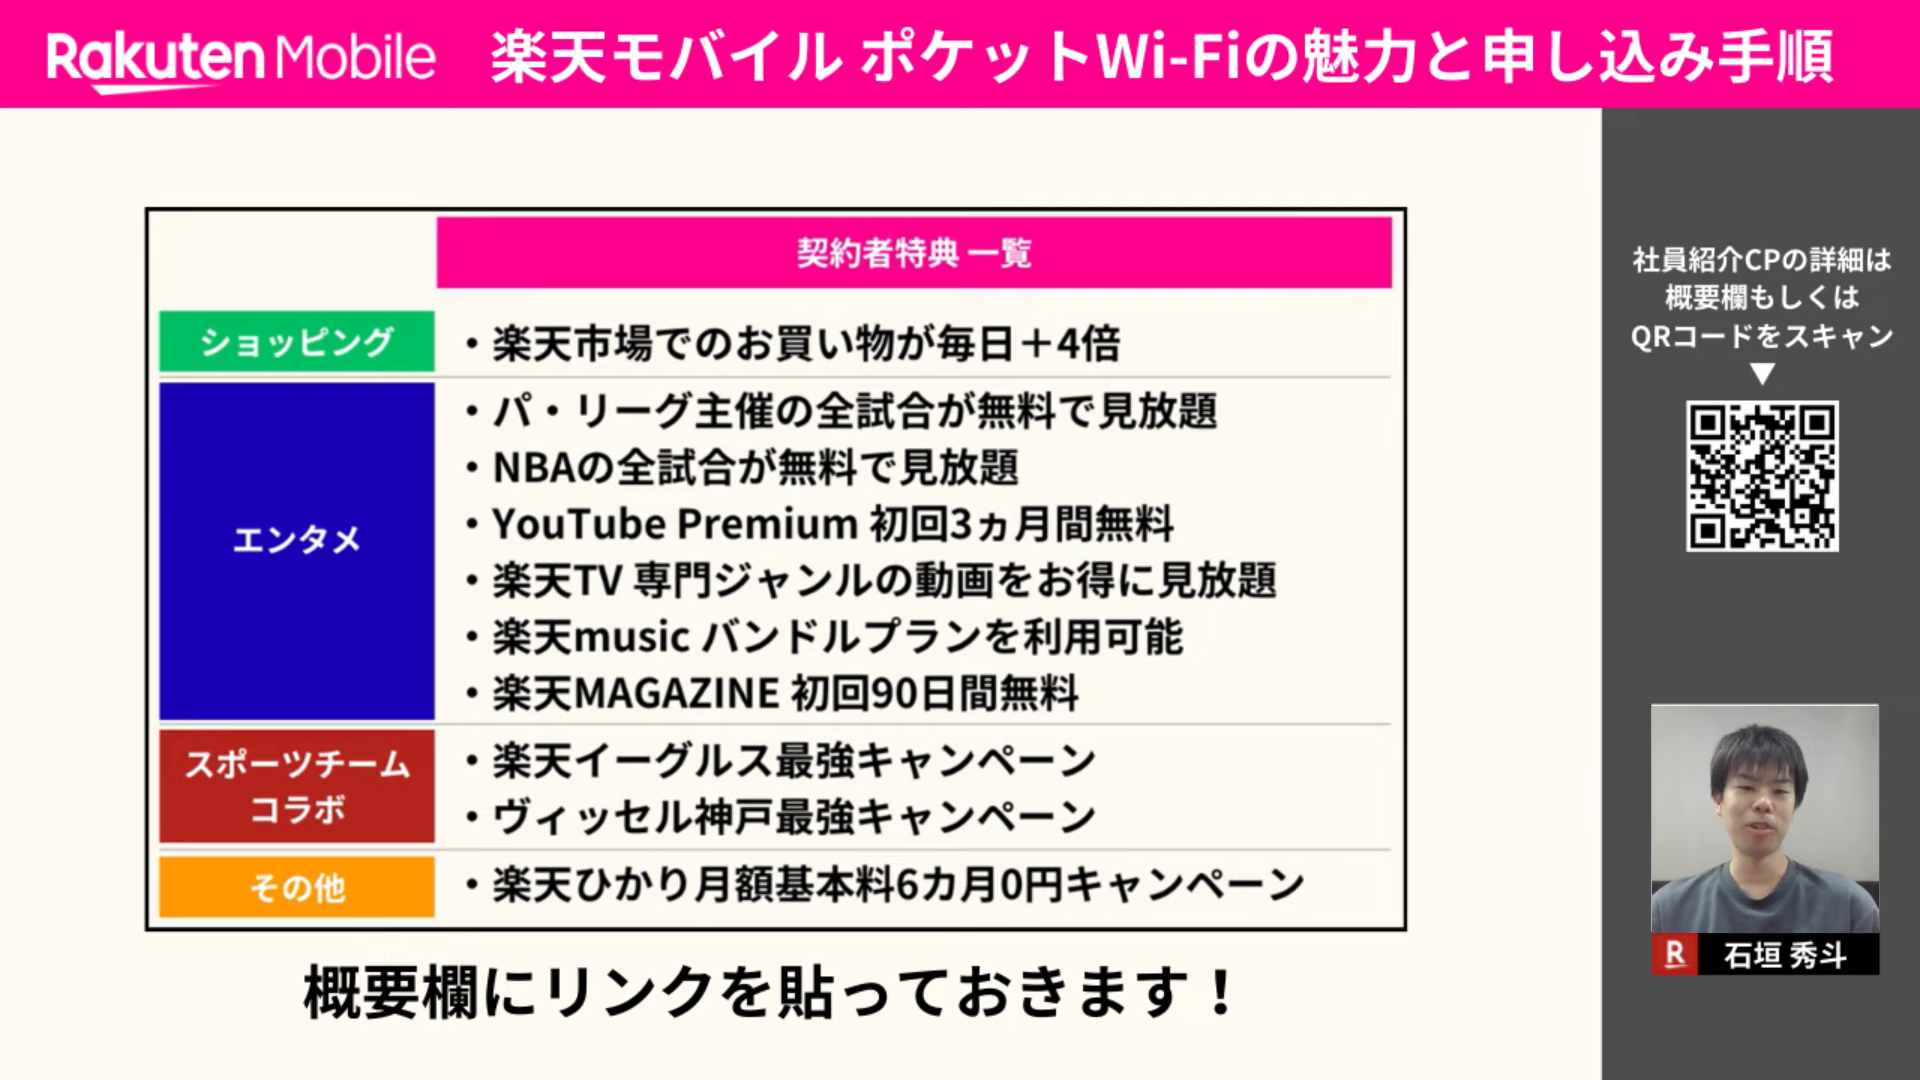 Rakuten Mobile 楽天モバイル ポケットWi-Fiの魅力と申し込み手順
契約者特典 一覧
ショッピング
・楽天市場でのお買い物が毎日＋4倍
エンタメ
・パ・リーグ主催の全試合が無料で見放題
・NBAの全試合が無料で見放題
・YouTube Premium 初回3ヵ月間無料
・楽天TV 専門ジャンルの動画をお得に見放題
・楽天music バンドルプランを利用可能
・楽天MAGAZINE 初回90日間無料
スポーツチーム
コラボ
・楽天イーグルス最強キャンペーン
・ヴィッセル神戸最強キャンペーン
その他
・楽天ひかり月額基本料6カ月0円キャンペーン
概要欄にリンクを貼っておきます！
社員紹介CPの詳細は
概要欄もしくは
QRコードをスキャン
▼
R 石垣 秀斗